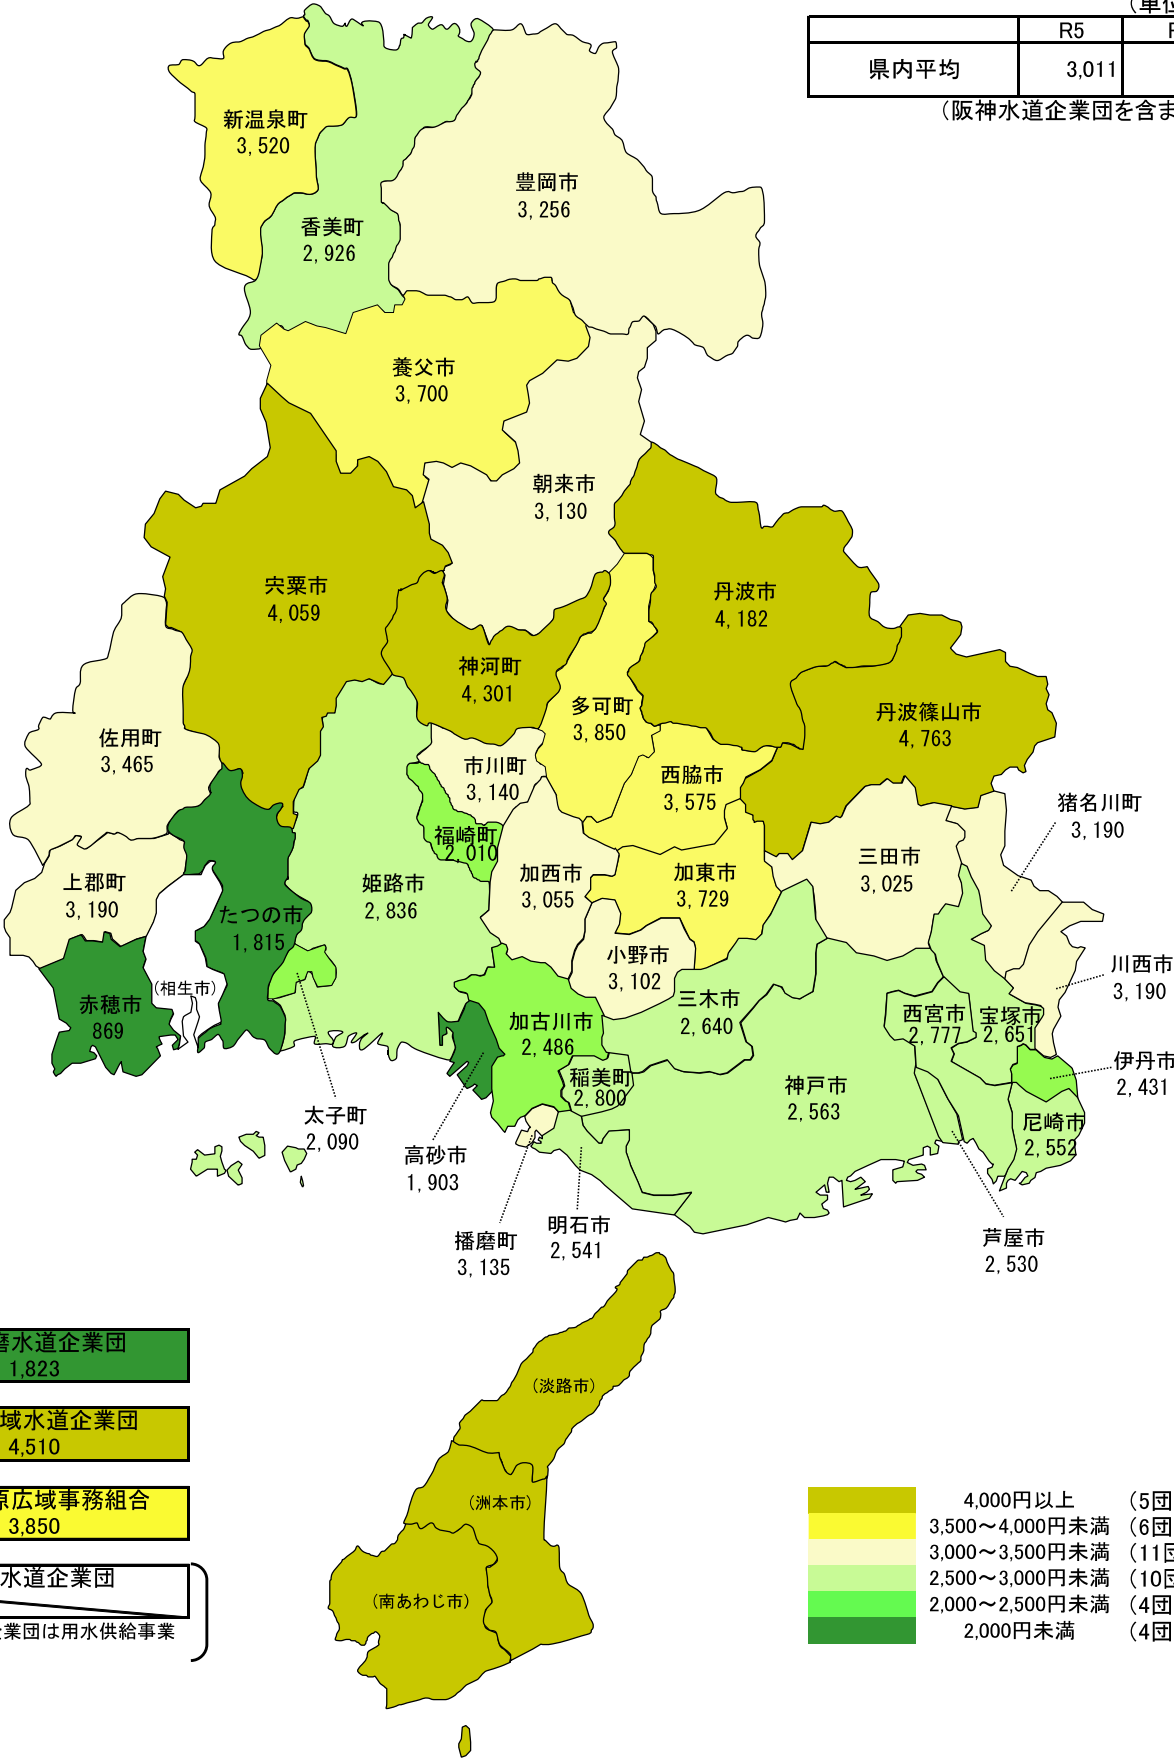 （単位
R5
県内平均
3,011
（阪神水道企業団を含ま
新温泉町
3,520
香美町
2,926
豊岡市
3,256
養父市
3,700
朝来市
3,130
宍粟市
4,059
丹波市
4,182
神河町
4,301
多可町
3,850
丹波篠山市
4,763
佐用町
3,465
市川町
3,140
西脇市
3,575
猪名川町
3,190
福崎町
2,010
上郡町
3,190
姫路市
2,836
加西市
3,055
加東市
3,729
三田市
3,025
たつの市
1,815
小野市
3,102
川西市
3,190
（相生市）
赤穂市
869
三木市
2,640
加古川市
2,486
西宮市
2,777
宝塚市
2,651
伊丹市
2,431
稲美町
2,800
神戸市
2,563
尼崎市
2,552
太子町
2,090
高砂市
1,903
播磨町
3,135
明石市
2,541
芦屋市
2,530
磨水道企業団
1,823
域水道企業団
4,510
原広域事務組合
3,850
水道企業団
業団は用水供給事業
（淡路市）
（洲本市）
（南あわじ市）
4,000円以上 （5団
3,500～4,000円未満 （6団
3,000～3,500円未満 （11団
2,500～3,000円未満 （10団
2,000～2,500円未満 （4団
2,000円未満 （4団